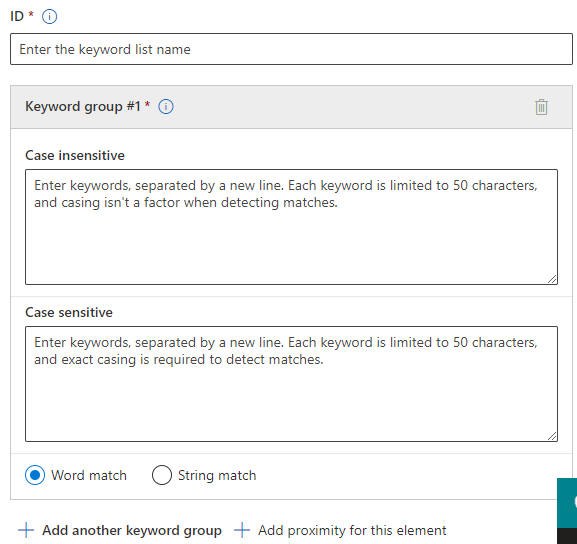 ID *
Enter the keyword list name
Keyword group #1 *
Case insensitive
Enter keywords, separated by a new line. Each keyword is limited to 50 characters,
and casing isn't a factor when detecting matches.
Case sensitive
Enter keywords, separated by a new line. Each keyword is limited to 50 characters,
and exact casing is required to detect matches.
Word match String match
Add another keyword group Add proximity for this element